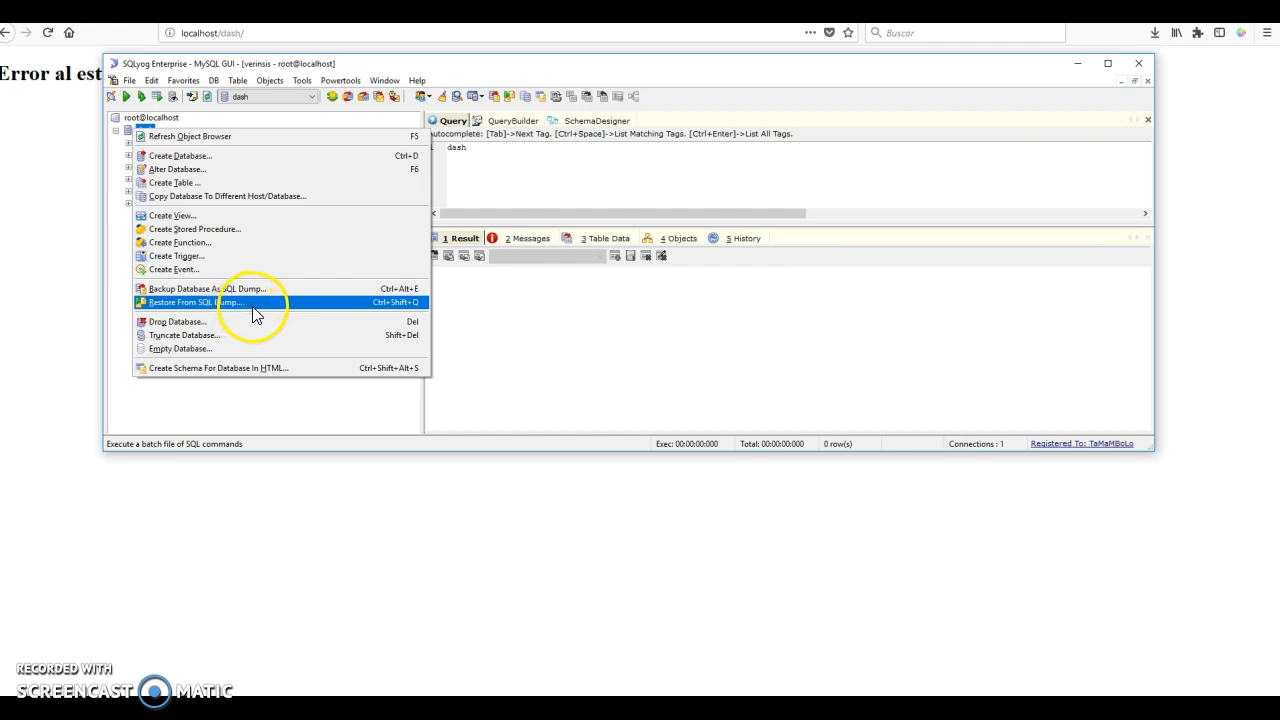 localhost/dash/
Buscar
Error al est
SQLyog Enterprise - MySQL GUI - [verinsis - root@localhost]
File Edit Favorites DB Table Objects Tools Powertools Window Help
dash
root@localhost
Refresh Object Browser F5
Create Database... Ctrl+D
Alter Database... F6
Create Table ...
Copy Database To Different Host/Database...
Create View...
Create Stored Procedure...
Create Function...
Create Trigger...
Create Event...
Backup Database As SQL Dump... Ctrl+Alt+E
Restore From SQL Dump... Ctrl+Shift+Q
Drop Database... Del
Truncate Database... Shift+Del
Empty Database...
Create Schema For Database In HTML... Ctrl+Shift+Alt+S
Query QueryBuilder SchemaDesigner
Autocomplete: [Tab]->Next Tag. [Ctrl+Space]->List Matching Tags. [Ctrl+Enter]->List All Tags.
dash
1 Result 2 Messages 3 Table Data 4 Objects 5 History
Execute a batch file of SQL commands
Exec: 00:00:00:000 Total: 00:00:00:000 0 row(s) Connections : 1 Registered To: TaMaMBoLo
RECORDED WITH
SCREENCAST MATIC